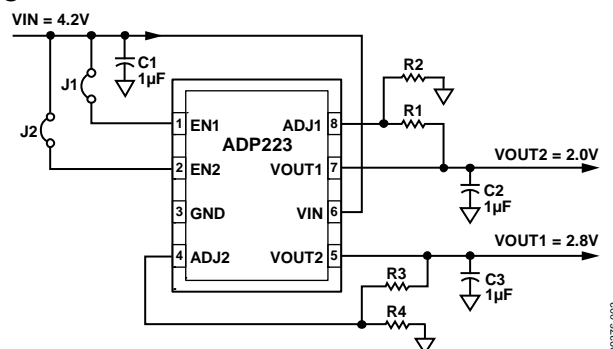 VIN = 4.2V
C1
1µF
J1
J2
R2
R1
1 EN1
ADJ1 8
ADP223
2 EN2
VOUT1 7
VOUT2 = 2.0V
C2
1µF
3 GND
VIN 6
4 ADJ2
VOUT2 5
VOUT1 = 2.8V
R3
C3
1µF
R4